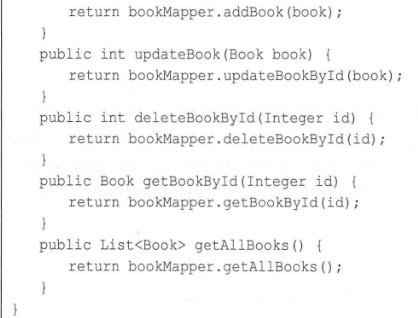 return bookMapper.addBook(book);
}
public int updateBook(Book book) {
return bookMapper.updateBookById(book);
}
public int deleteBookById(Integer id) {
return bookMapper.deleteBookById(id);
}
public Book getBookById(Integer id) {
return bookMapper.getBookById(id);
}
public List<Book> getAllBooks() {
return bookMapper.getAllBooks();
}
}